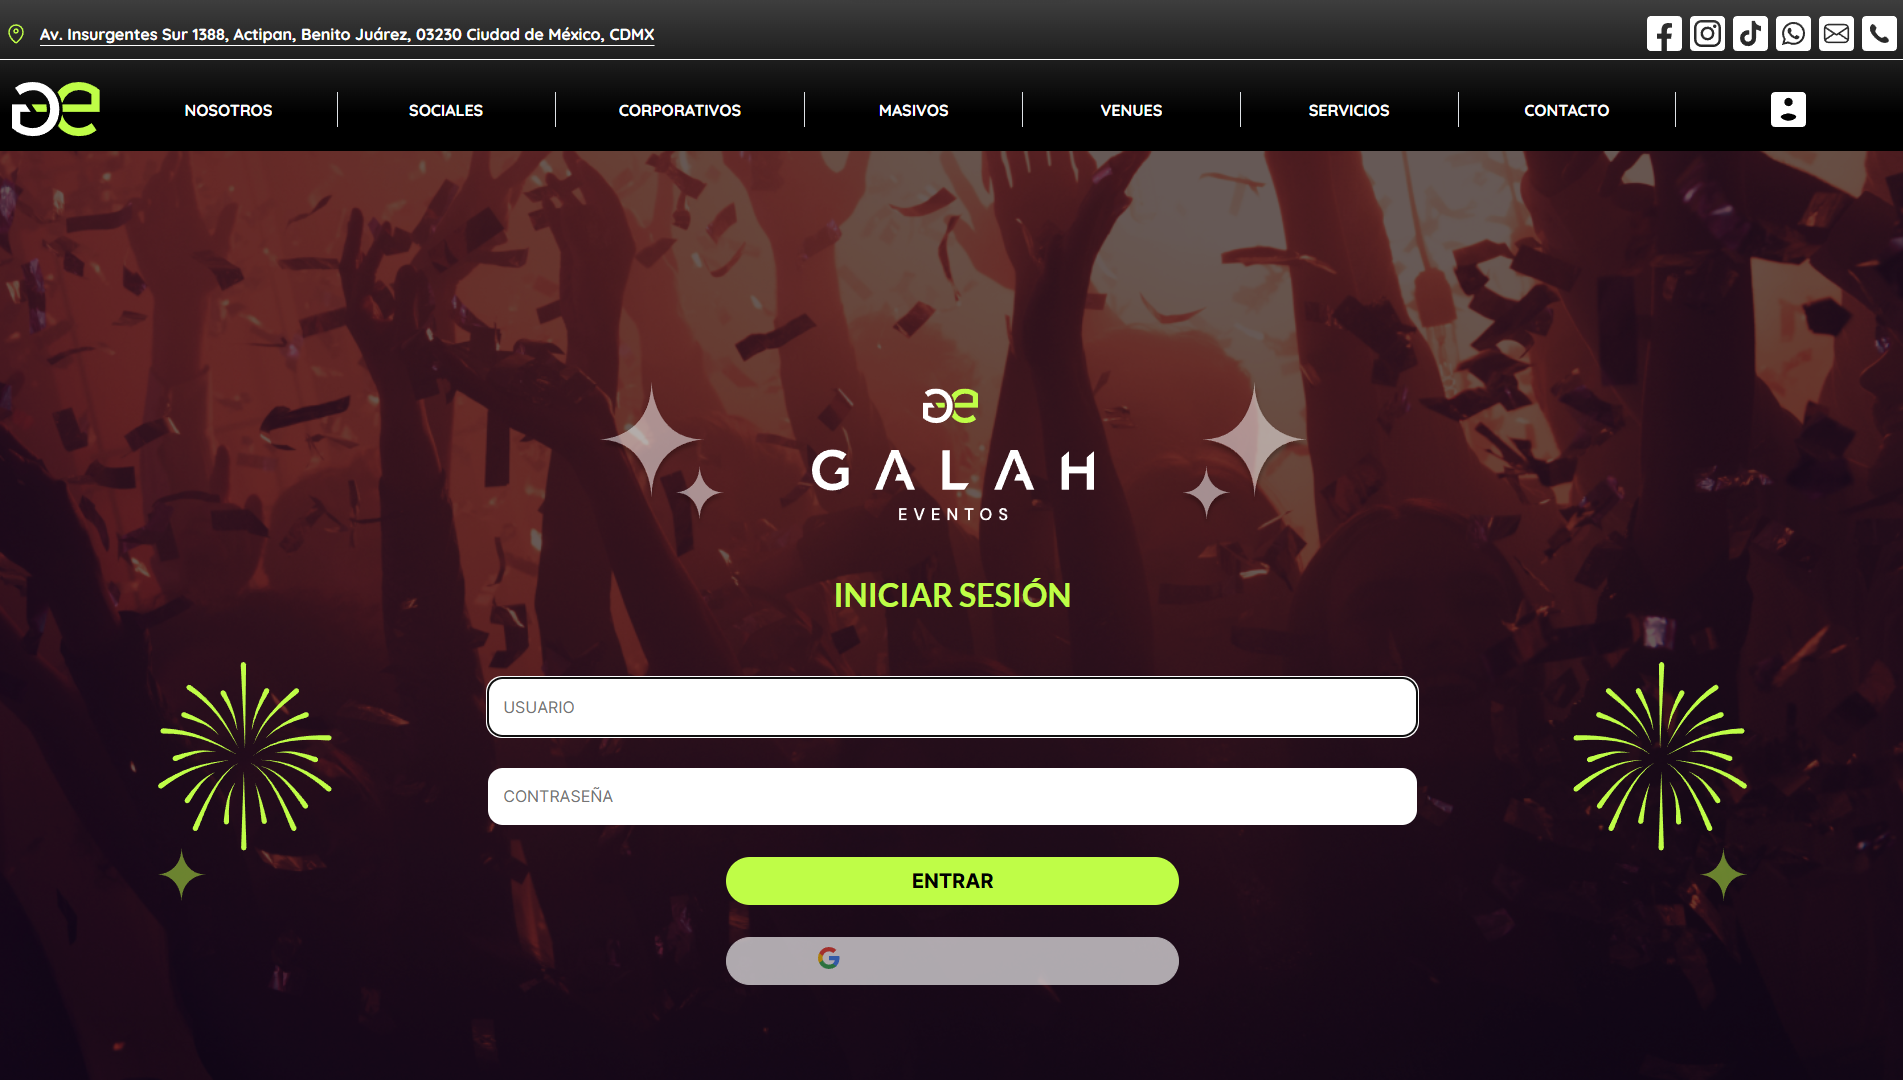 Av. Insurgentes Sur 1388, Actipan, Benito Juárez, 03230 Ciudad de México, CDMX
NOSOTROS
SOCIALES
CORPORATIVOS
MASIVOS
VENUES
SERVICIOS
CONTACTO
GALAH
EVENTOS
INICIAR SESIÓN
USUARIO
CONTRASEÑA
ENTRAR